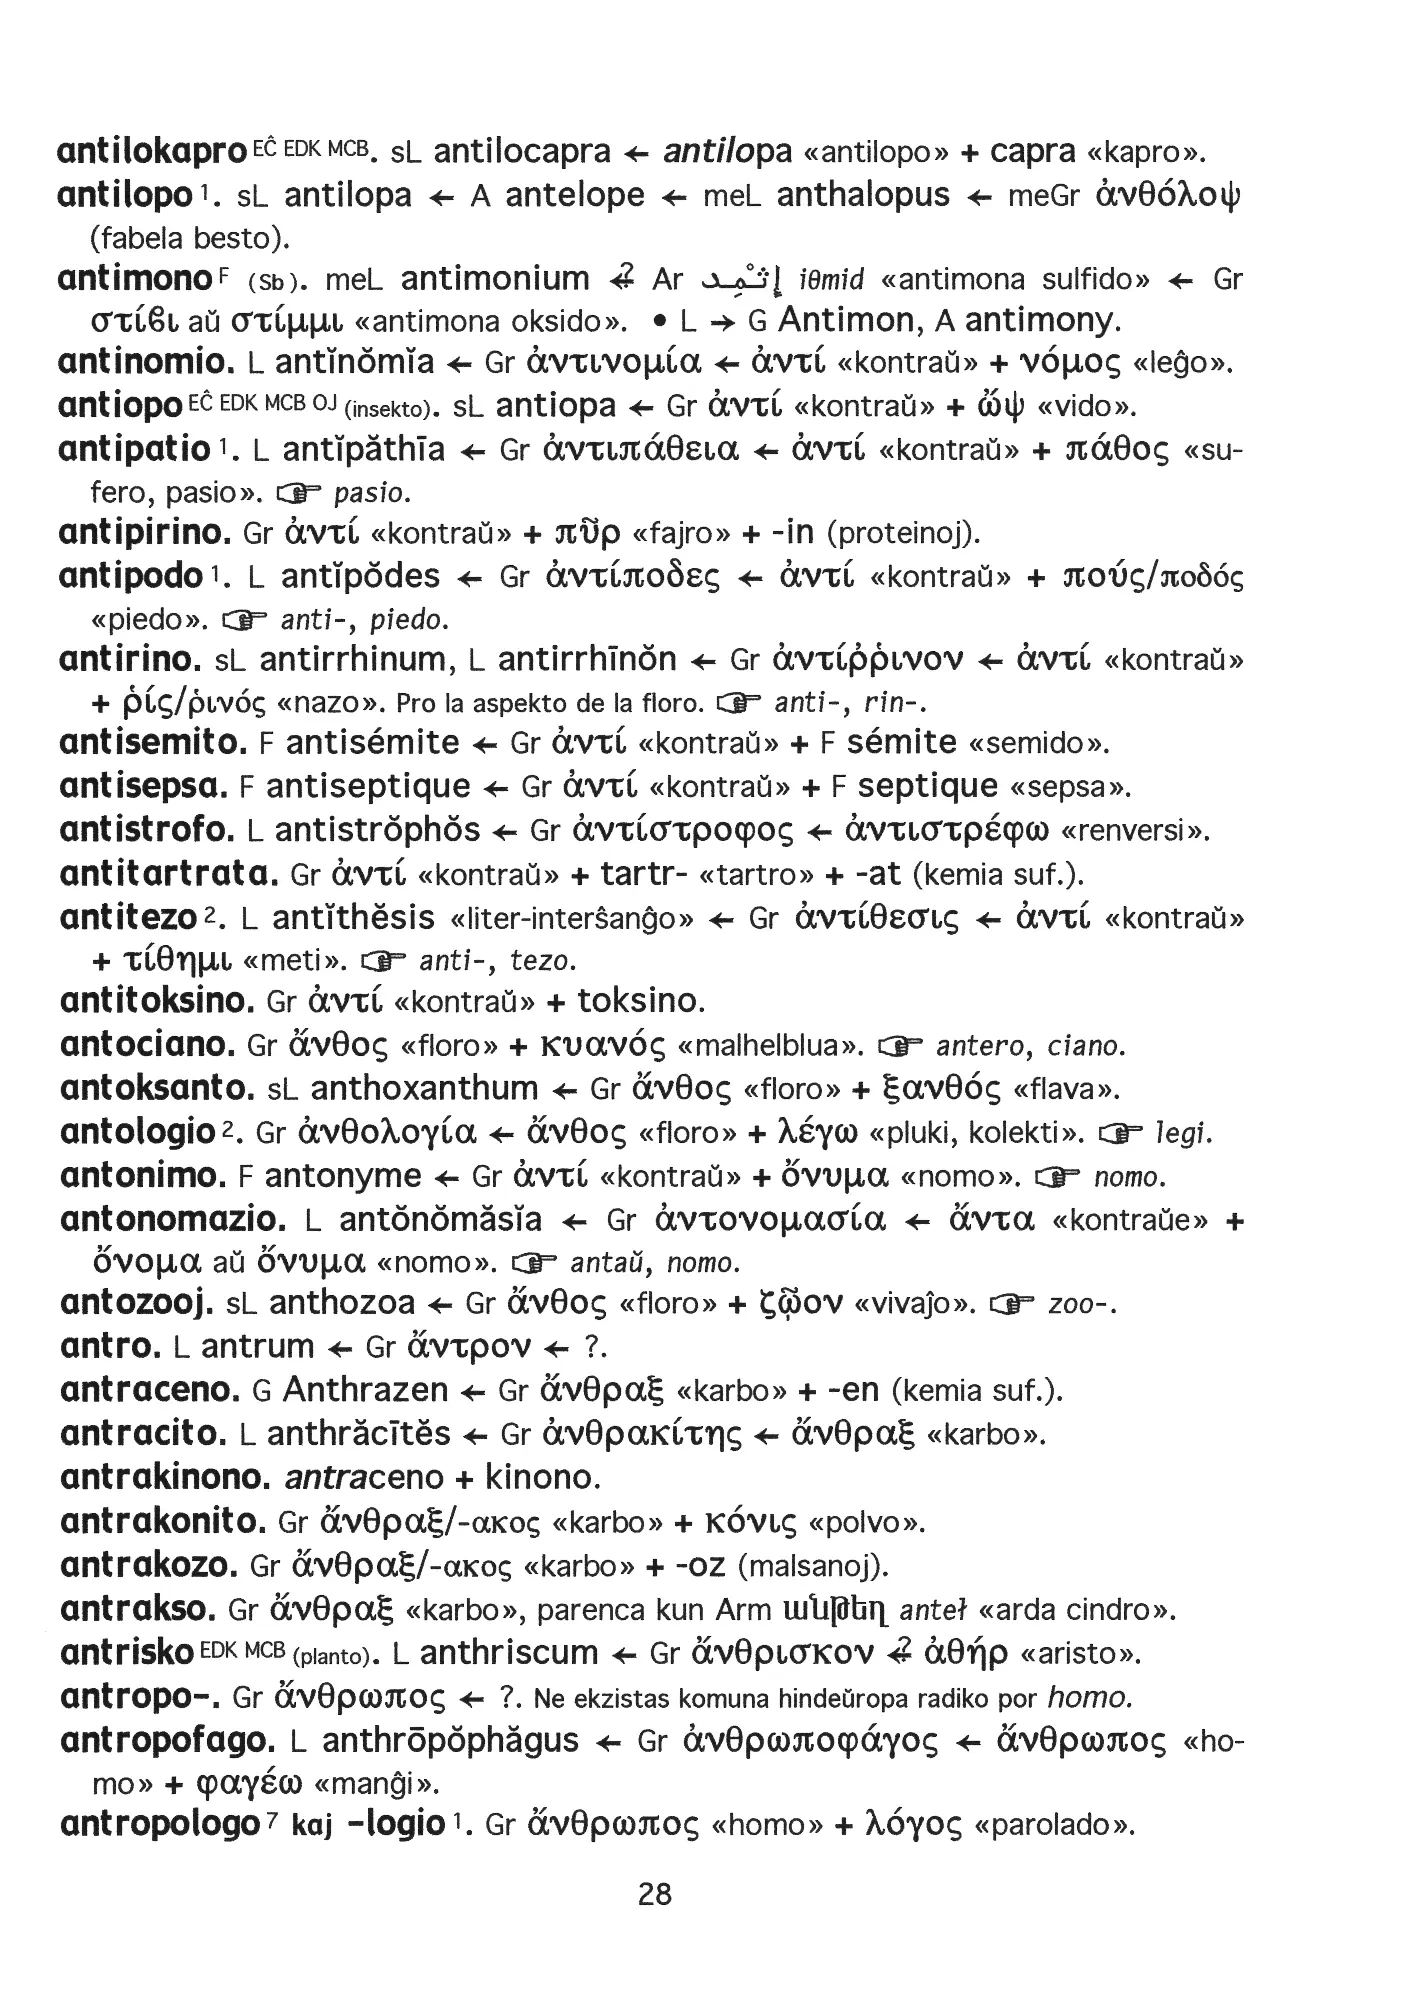 antilokapro EĈ EDK MCB. sL antilocapra ← antilopa «antilopo» + capra «kapro».
antilopo 1. sL antilopa ← A antelope ← meL anthalopus ← meGr ἀνθόλοψ
(fabela besto).
antimono F (Sb). meL antimonium ⍰← Ar إثمد iθmid «antimona sulfido» ← Gr
στίϐι aŭ στίμμι «antimona oksido». • L → G Antimon, A antimony.
antinomio. L antĭnŏmĭa ← Gr ἀντινομία ← ἀντί «kontraŭ» + νόμος «leĝo».
antiopo EĈ EDK MCB OJ (insekto). sL antiopa ← Gr ἀντί «kontraŭ» + ὤψ «vido».
antipatio 1. L antĭpăthīa ← Gr ἀντιπάθεια ← ἀντί «kontraŭ» + πάθος «su-
fero, pasio». ☞ pasio.
antipirino. Gr ἀντί «kontraŭ» + πῦρ «fajro» + -in (proteinoj).
antipodo 1. L antĭpŏdes ← Gr ἀντίποδες ← ἀντί «kontraŭ» + πούς/ποδός
«piedo». ☞ anti-, piedo.
antirino. sL antirrhinum, L antirrhīnŏn ← Gr ἀντίῤῥινον ← ἀντί «kontraŭ»
+ ῥίς/ῥινός «nazo». Pro la aspekto de la floro. ☞ anti-, rin-.
antisemito. F antisémite ← Gr ἀντί «kontraŭ» + F sémite «semido».
antisepsa. F antiseptique ← Gr ἀντί «kontraŭ» + F septique «sepsa».
antistrofo. L antistrŏphŏs ← Gr ἀντίστροφος ← ἀντιστρέφω «renversi».
antitartrata. Gr ἀντί «kontraŭ» + tartr- «tartro» + -at (kemia suf.).
antitezo 2. L antĭthĕsis «liter-interŝanĝo» ← Gr ἀντίθεσις ← ἀντί «kontraŭ»
+ τίθημι «meti». ☞ anti-, tezo.
antitoksino. Gr ἀντί «kontraŭ» + toksino.
antociano. Gr ἄνθος «floro» + κυανός «malhelblua». ☞ antero, ciano.
antoksanto. sL anthoxanthum ← Gr ἄνθος «floro» + ξανθός «flava».
antologio 2. Gr ἀνθολογία ← ἄνθος «floro» + λέγω «pluki, kolekti». ☞ legi.
antonimo. F antonyme ← Gr ἀντί «kontraŭ» + ὄνυμα «nomo». ☞ nomo.
antonomazio. L antŏnŏmăsĭa ← Gr ἀντονομασία ← ἄντα «kontraŭe» +
ὄνομα aŭ ὄνυμα «nomo». ☞ antaŭ, nomo.
antozooj. sL anthozoa ← Gr ἄνθος «floro» + ζῷον «vivaĵo». ☞ zoo-.
antro. L antrum ← Gr ἄντρον ← ?.
antraceno. G Anthrazen ← Gr ἄνθραξ «karbo» + -en (kemia suf.).
antracito. L anthrăcītĕs ← Gr ἀνθρακίτης ← ἄνθραξ «karbo».
antrakinono. antraceno + kinono.
antrakonito. Gr ἄνθραξ/-ακος «karbo» + κόνις «polvo».
antrakozo. Gr ἄνθραξ/-ακος «karbo» + -oz (malsanoj).
antrakso. Gr ἄνθραξ «karbo», parenca kun Arm անթեղ anteł «arda cindro».
antrisko EDK MCB (planto). L anthriscum ← Gr ἄνθρισκον ⍰← ἀθήρ «aristo».
antropo-. Gr ἄνθρωπος ← ?. Ne ekzistas komuna hindeŭropa radiko por homo.
antropofago. L anthrōpŏphăgus ← Gr ἀνθρωποφάγος ← ἄνθρωπος «ho-
mo» + φαγέω «manĝi».
antropologo 7 kaj -logio 1. Gr ἄνθρωπος «homo» + λόγος «parolado».
28